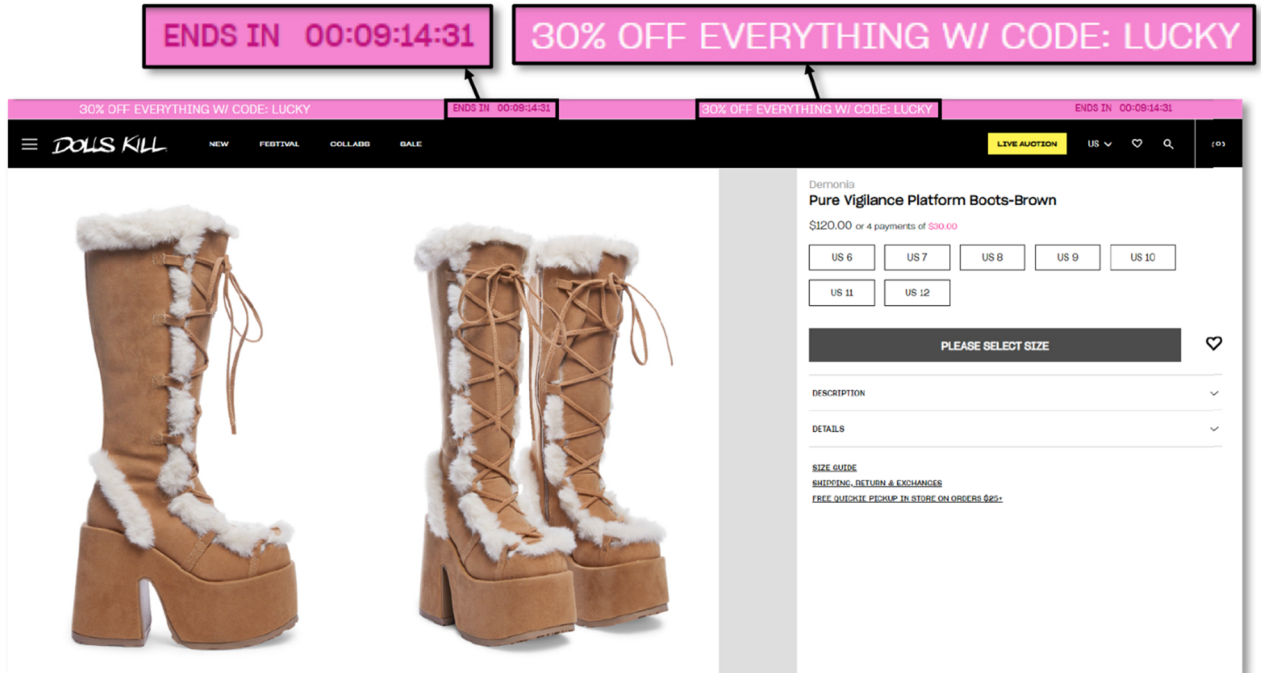 ENDS IN 00:09:14:31
30% OFF EVERYTHING W/ CODE: LUCKY
30% OFF EVERYTHING W/ CODE: LUCKY ENDS IN 00:09:14:31 30% OFF EVERYTHING W/ CODE: LUCKY ENDS IN 00:09:14:31
DOLLS KILL NEW FESTIVAL COLLABS SALE LIVE AUCTION US (0)
Demonia
Pure Vigilance Platform Boots-Brown
$120.00 or 4 payments of $30.00
US 6 US 7 US 8 US 9 US 10
US 11 US 12
PLEASE SELECT SIZE
DESCRIPTION
DETAILS
SIZE GUIDE
SHIPPING, RETURN & EXCHANGES
FREE QUICKIE PICKUP IN STORE ON ORDERS $25+